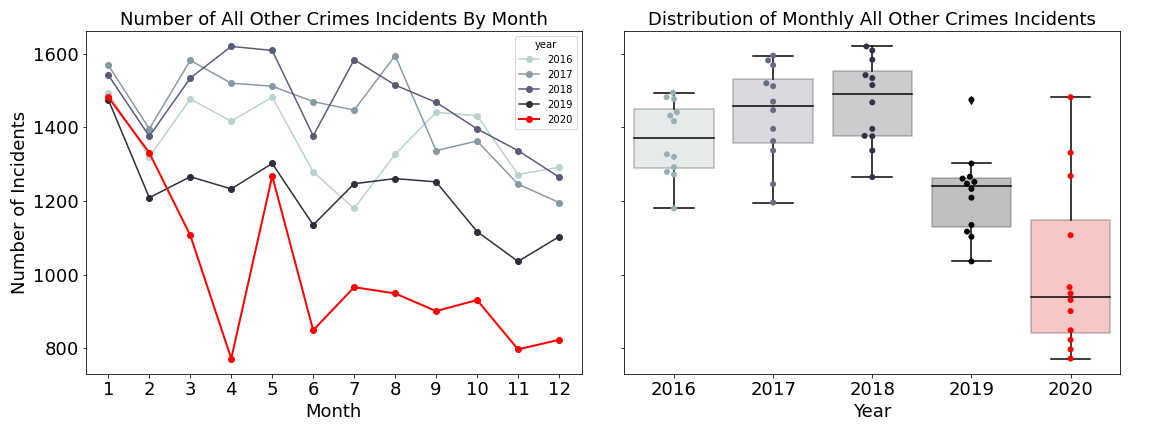 Number of All Other Crimes Incidents By Month
Number of Incidents
1600
1400
1200
1000
800
year
2016
2017
2018
2019
2020
1 2 3 4 5 6 7 8 9 10 11 12
Month
Distribution of Monthly All Other Crimes Incidents
2016 2017 2018 2019 2020
Year